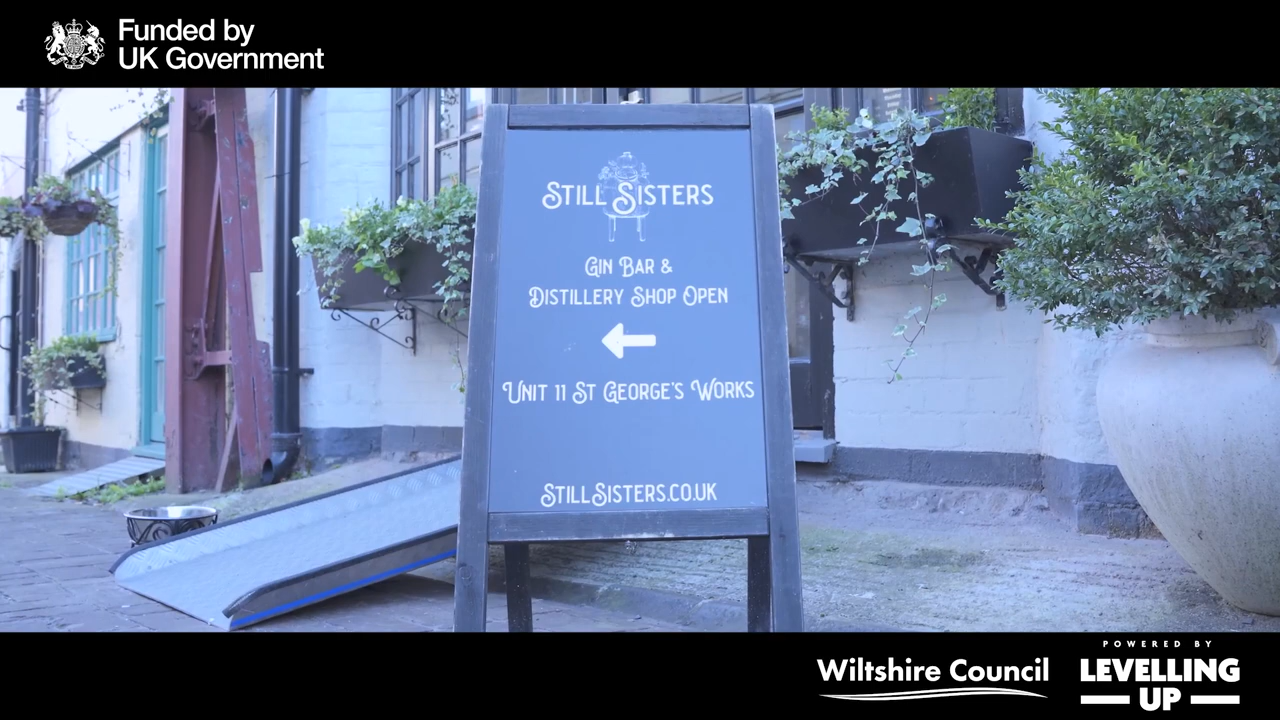 Funded by
UK Government
Still Sisters
Gin Bar &
Distillery Shop Open
Unit 11 St George's Works
StillSisters.co.uk
Wiltshire Council
POWERED BY
LEVELLING
UP